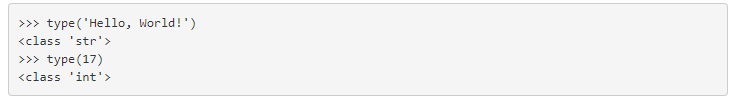 >>> type('Hello, World!')
<class 'str'>
>>> type(17)
<class 'int'>